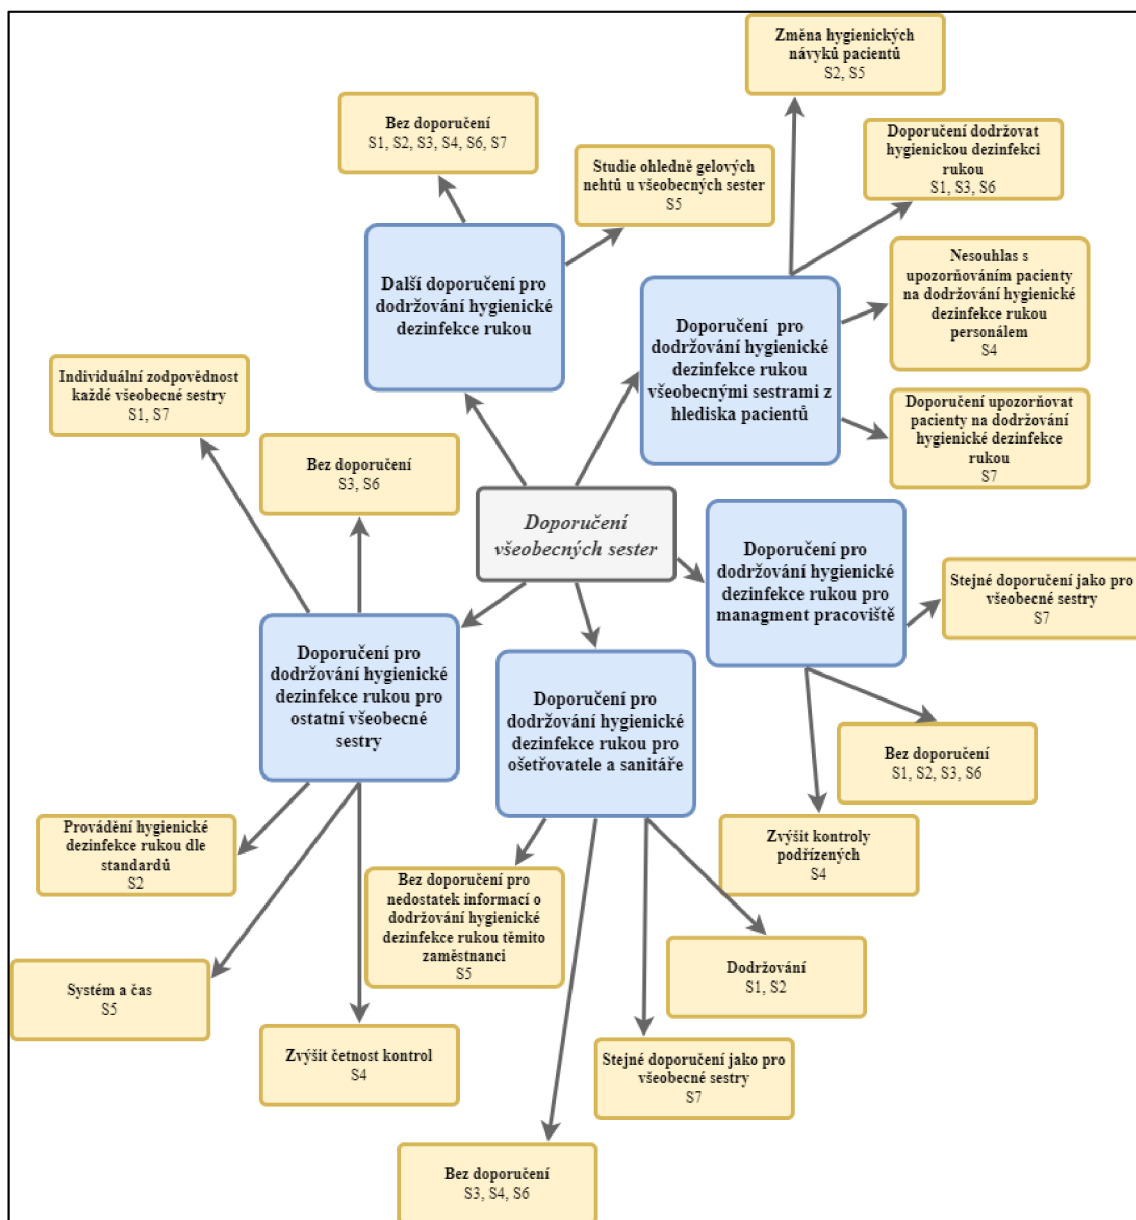 Změna hygienických
návyků pacientů
S2, S5
Bez doporučení
S1, S2, S3, S4, S6, S7
Doporučení dodržovat
hygienickou dezinfekci
rukou
S1, S3, S6
Studie ohledně gelových
nehtů u všeobecných sester
S5
Další doporučení pro
dodržování hygienické
dezinfekce rukou
Nesouhlas s
upozorňováním pacienty
na dodržování hygienické
dezinfekce rukou
personálem
S4
Doporučení  pro
dodržování hygienické
dezinfekce rukou
všeobecnými sestrami z
hlediska pacientů
Individuální zodpovědnost
každé všeobecné sestry
S1, S7
Doporučení upozorňovat
pacienty na dodržování
hygienické dezinfekce
rukou
S7
Bez doporučení
S3, S6
Doporučení
všeobecných sester
Doporučení pro
dodržování hygienické
dezinfekce rukou pro
managment pracoviště
Stejné doporučení jako pro
všeobecné sestry
S7
Doporučení pro
dodržování hygienické
dezinfekce rukou pro
ostatní všeobecné
sestry
Doporučení pro
dodržování hygienické
dezinfekce rukou pro
ošetřovatele a sanitáře
Bez doporučení
S1, S2, S3, S6
Zvýšit kontroly
podřízených
S4
Provádění hygienické
dezinfekce rukou dle
standardů
S2
Bez doporučení pro
nedostatek informací o
dodržování hygienické
dezinfekce rukou těmito
zaměstnanci
S5
Dodržování
S1, S2
Systém a čas
S5
Zvýšit četnost kontrol
S4
Stejné doporučení jako pro
všeobecné sestry
S7
Bez doporučení
S3, S4, S6